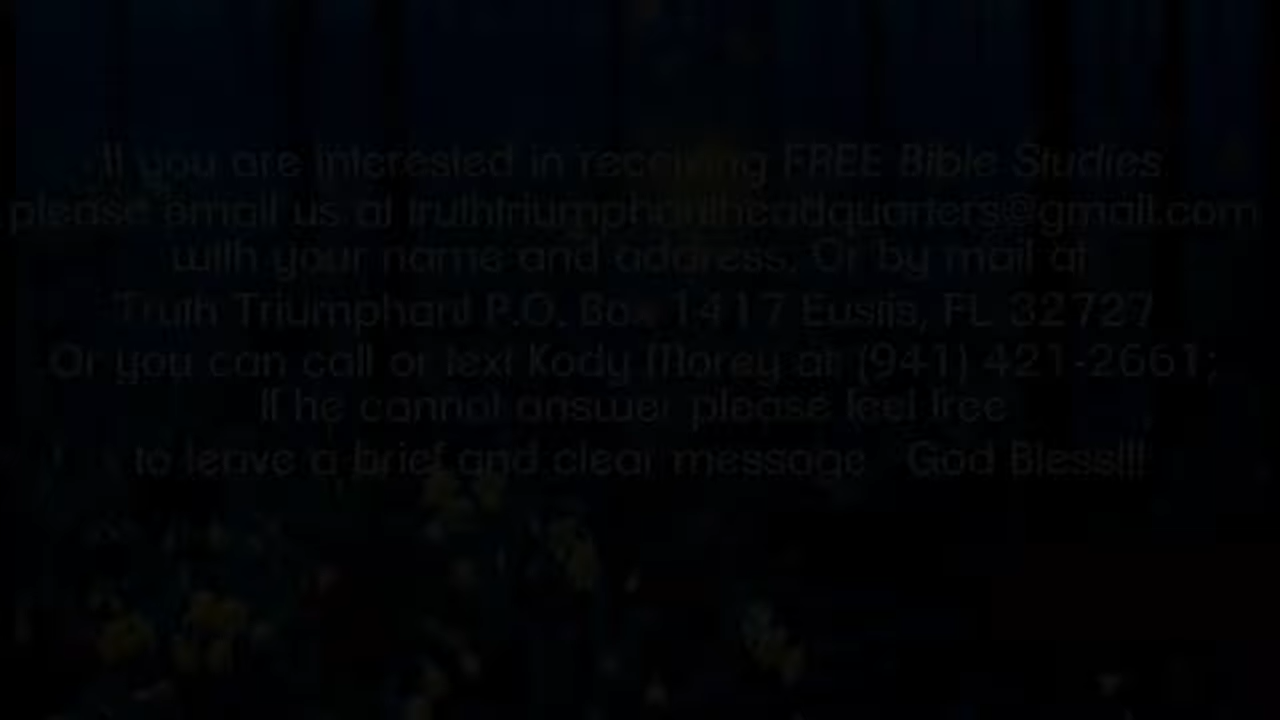 If you are interested in receiving FREE Bible Studies.
please email us at truthtriumphantheadquarters@gmail.com
with your name and address. Or by mail at
Truth Triumphant P.O. Box 1417 Eustis, FL 32727
Or you can call or text Kody Morey at (941) 421-2661;
If he cannot answer please feel free
to leave a brief and clear message. God Bless!!!